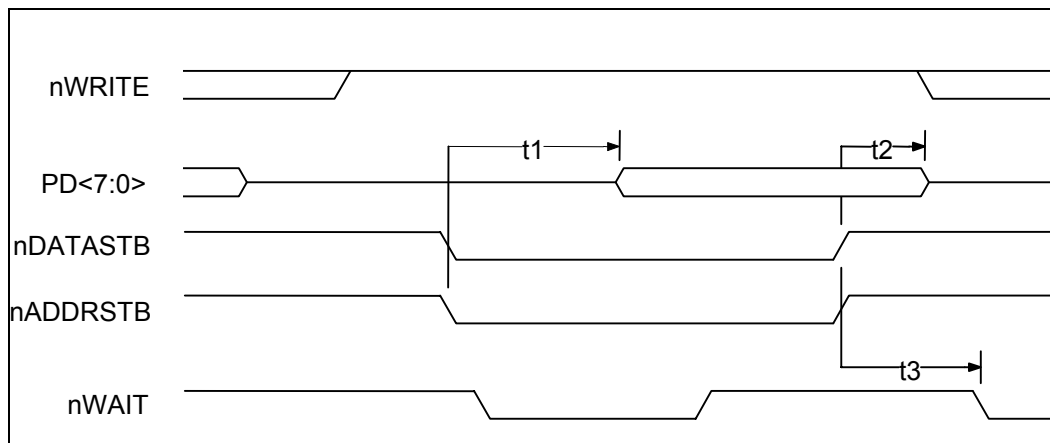 nWRITE
t1
t2
PD<7:0>
nDATASTB
nADDRSTB
t3
nWAIT